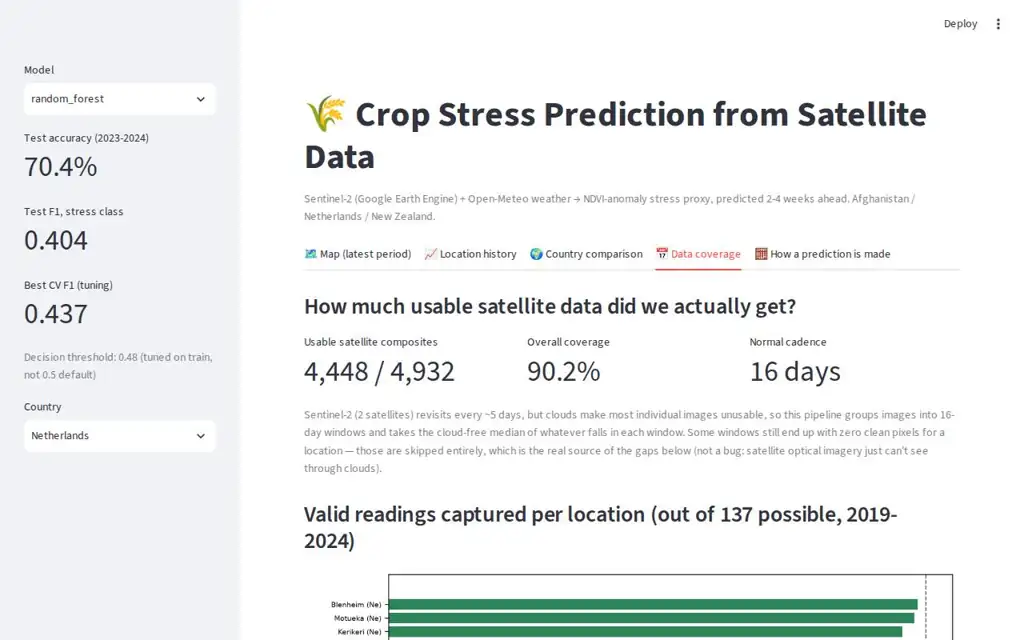 Deploy
Model
random_forest
Test accuracy (2023-2024)
70.4%
Test F1, stress class
0.404
Best CV F1 (tuning)
0.437
Decision threshold: 0.48 (tuned on train,
not 0.5 default)
Country
Netherlands
Crop Stress Prediction from Satellite
Data
Sentinel-2 (Google Earth Engine) + Open-Meteo weather → NDVI-anomaly stress proxy, predicted 2-4 weeks ahead. Afghanistan /
Netherlands / New Zealand.
Map (latest period) Location history Country comparison Data coverage How a prediction is made
How much usable satellite data did we actually get?
Usable satellite composites Overall coverage Normal cadence
4,448 / 4,932 90.2% 16 days
Sentinel-2 (2 satellites) revisits every ~5 days, but clouds make most individual images unusable, so this pipeline groups images into 16-
day windows and takes the cloud-free median of whatever falls in each window. Some windows still end up with zero clean pixels for a
location — those are skipped entirely, which is the real source of the gaps below (not a bug: satellite optical imagery just can't see
through clouds).
Valid readings captured per location (out of 137 possible, 2019-
2024)
Blenheim (Ne)
Motueka (Ne)
Kerikeri (Ne)